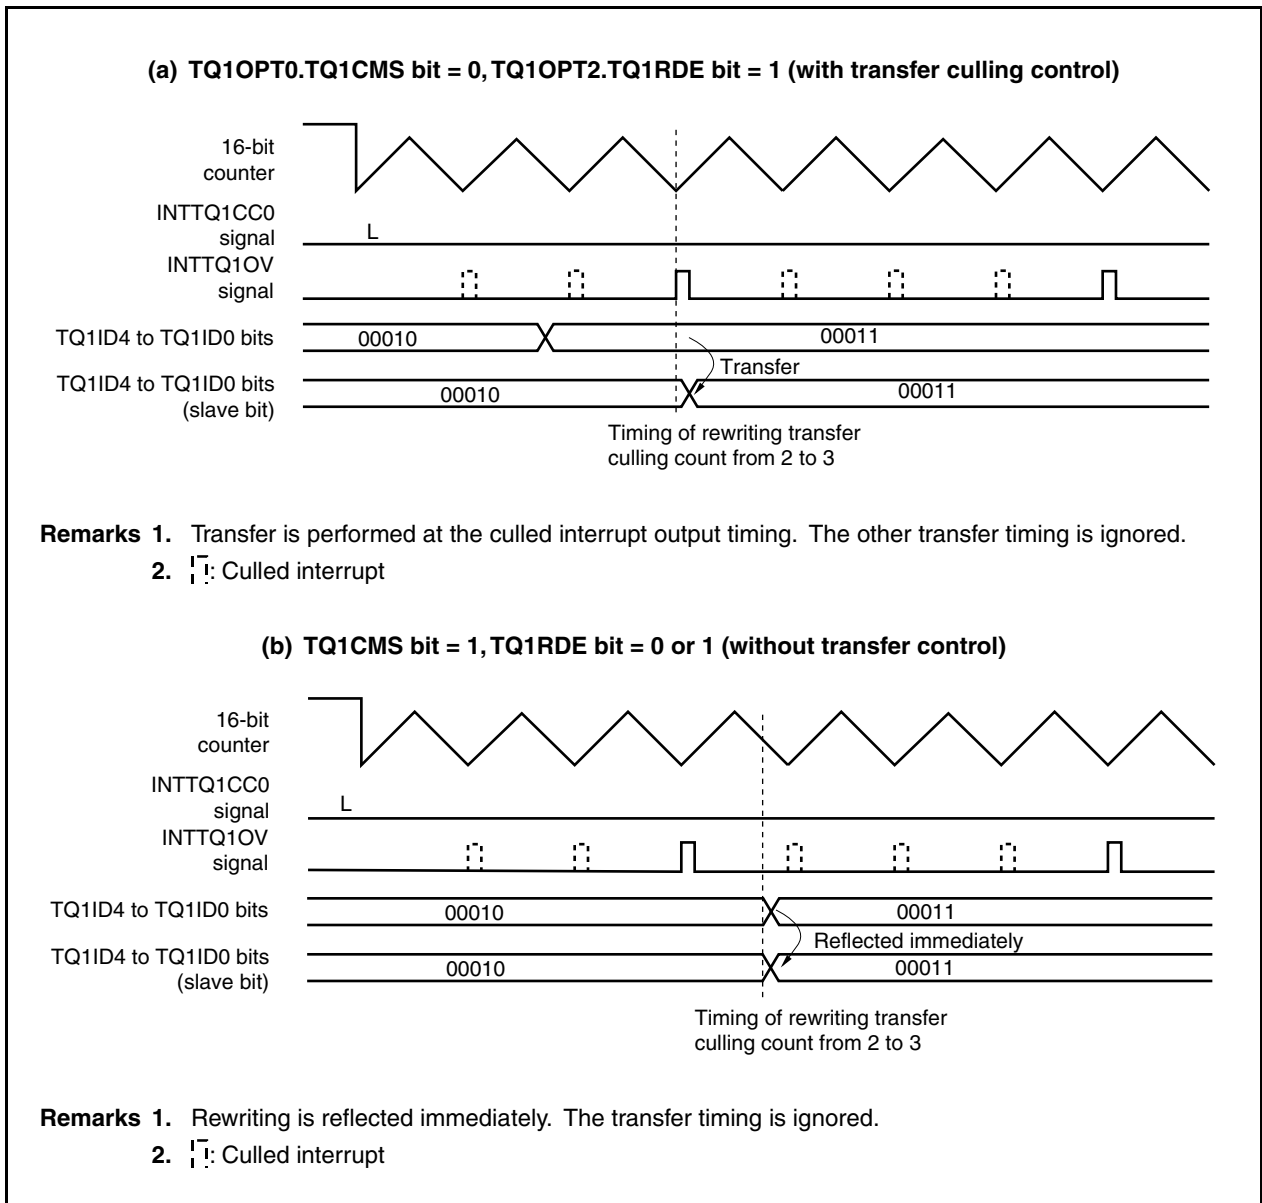 (a) TQ1OPT0.TQ1CMS bit = 0, TQ1OPT2.TQ1RDE bit = 1 (with transfer culling control)
16-bit
counter
INTTQ1CC0
signal
L
INTTQ1OV
signal
TQ1ID4 to TQ1ID0 bits
00010
00011
Transfer
TQ1ID4 to TQ1ID0 bits
(slave bit)
00010
00011
Timing of rewriting transfer
culling count from 2 to 3
Remarks 1. Transfer is performed at the culled interrupt output timing. The other transfer timing is ignored.
2. : Culled interrupt
(b) TQ1CMS bit = 1, TQ1RDE bit = 0 or 1 (without transfer control)
16-bit
counter
INTTQ1CC0
signal
L
INTTQ1OV
signal
TQ1ID4 to TQ1ID0 bits
00010
00011
Reflected immediately
TQ1ID4 to TQ1ID0 bits
(slave bit)
00010
00011
Timing of rewriting transfer
culling count from 2 to 3
Remarks 1. Rewriting is reflected immediately. The transfer timing is ignored.
2. : Culled interrupt